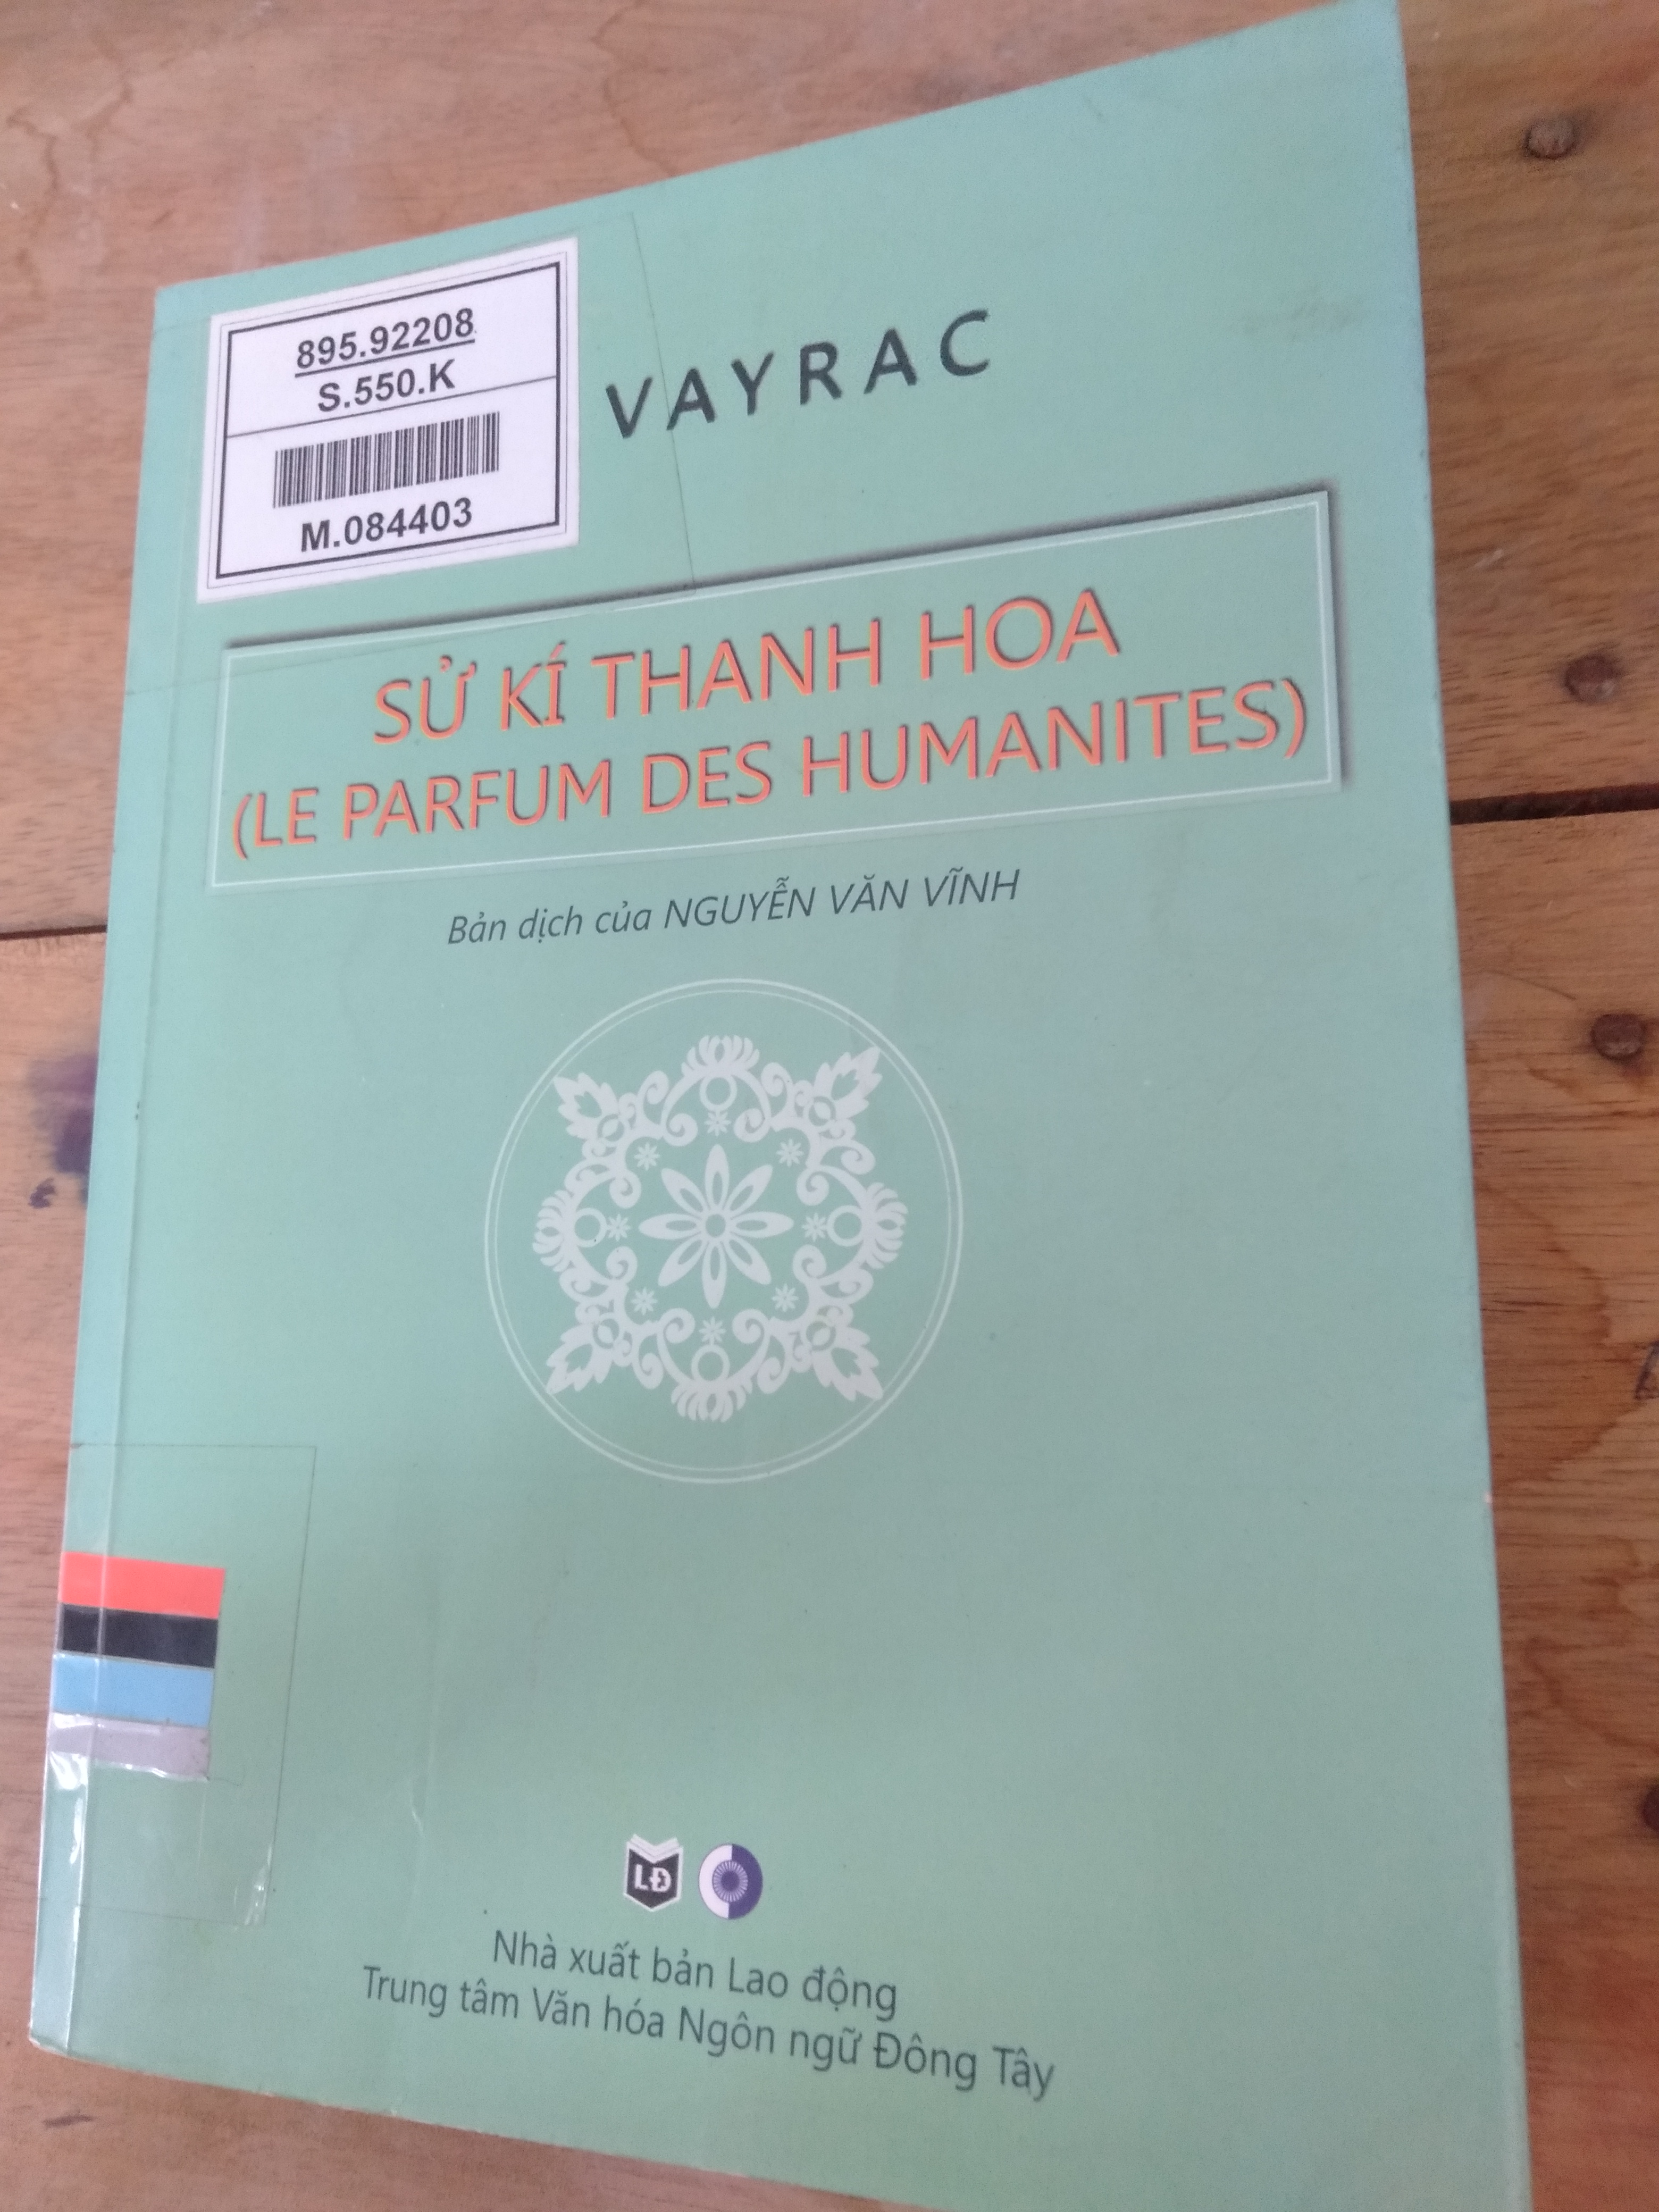 895.92208
S.550.K
M.084403
VAYRAC
SỬ KÍ THANH HOA
(LE PARFUM DES HUMANITES)
Bản dịch của NGUYỄN VĂN VĨNH
LĐ
Nhà xuất bản Lao động
Trung tâm Văn hóa Ngôn ngữ Đông Tây